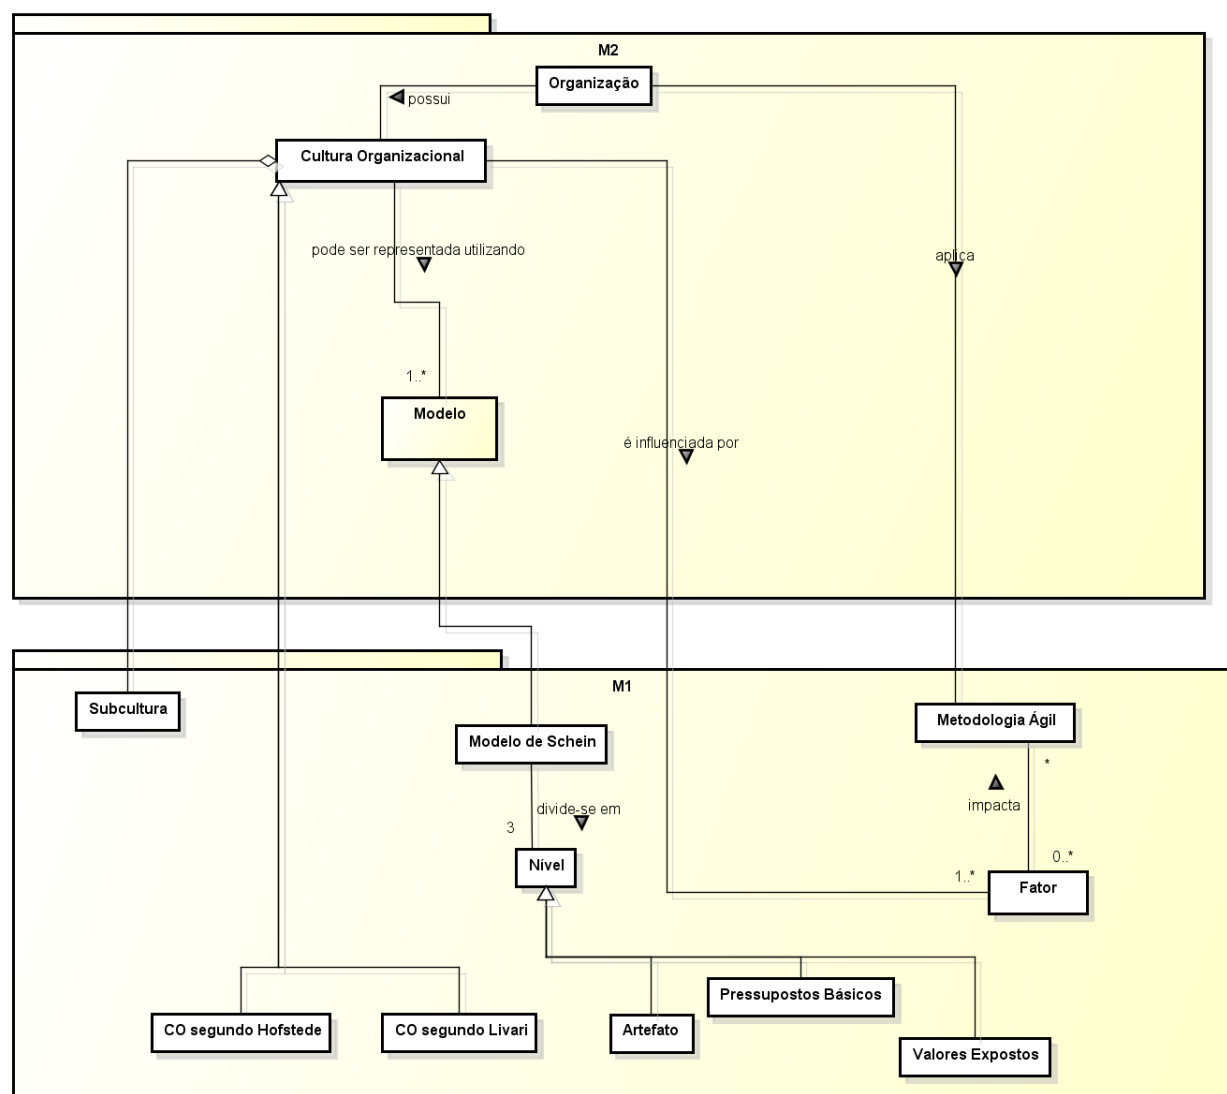 M2
Organização
possui
Cultura Organizacional
pode ser representada utilizando
aplica
1..*
Modelo
é influenciada por
M1
Subcultura
Metodologia Ágil
Modelo de Schein
*
impacta
divide-se em
3
0..*
Nível
1..*
Fator
Pressupostos Básicos
CO segundo Hofstede
CO segundo Livari
Artefato
Valores Expostos